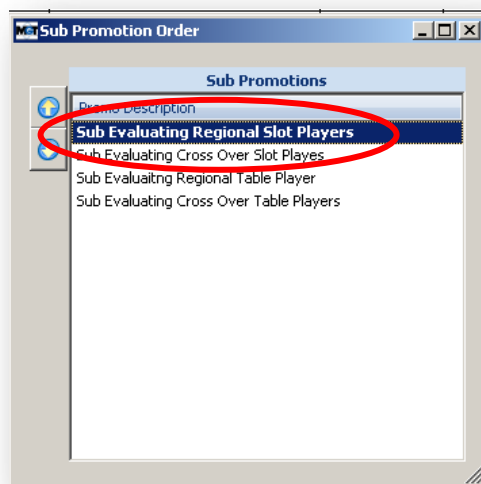 MGT Sub Promotion Order
Sub Promotions
Promo Description
Sub Evaluating Regional Slot Players
Sub Evaluating Cross Over Slot Playes
Sub Evaluaitng Regional Table Player
Sub Evaluating Cross Over Table Players